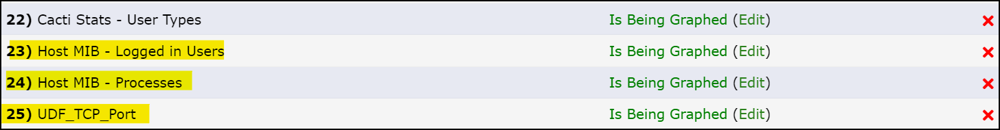 22) Cacti Stats - User Types Is Being Graphed (Edit)
23) Host MIB - Logged in Users Is Being Graphed (Edit)
24) Host MIB - Processes Is Being Graphed (Edit)
25) UDF_TCP_Port Is Being Graphed (Edit)